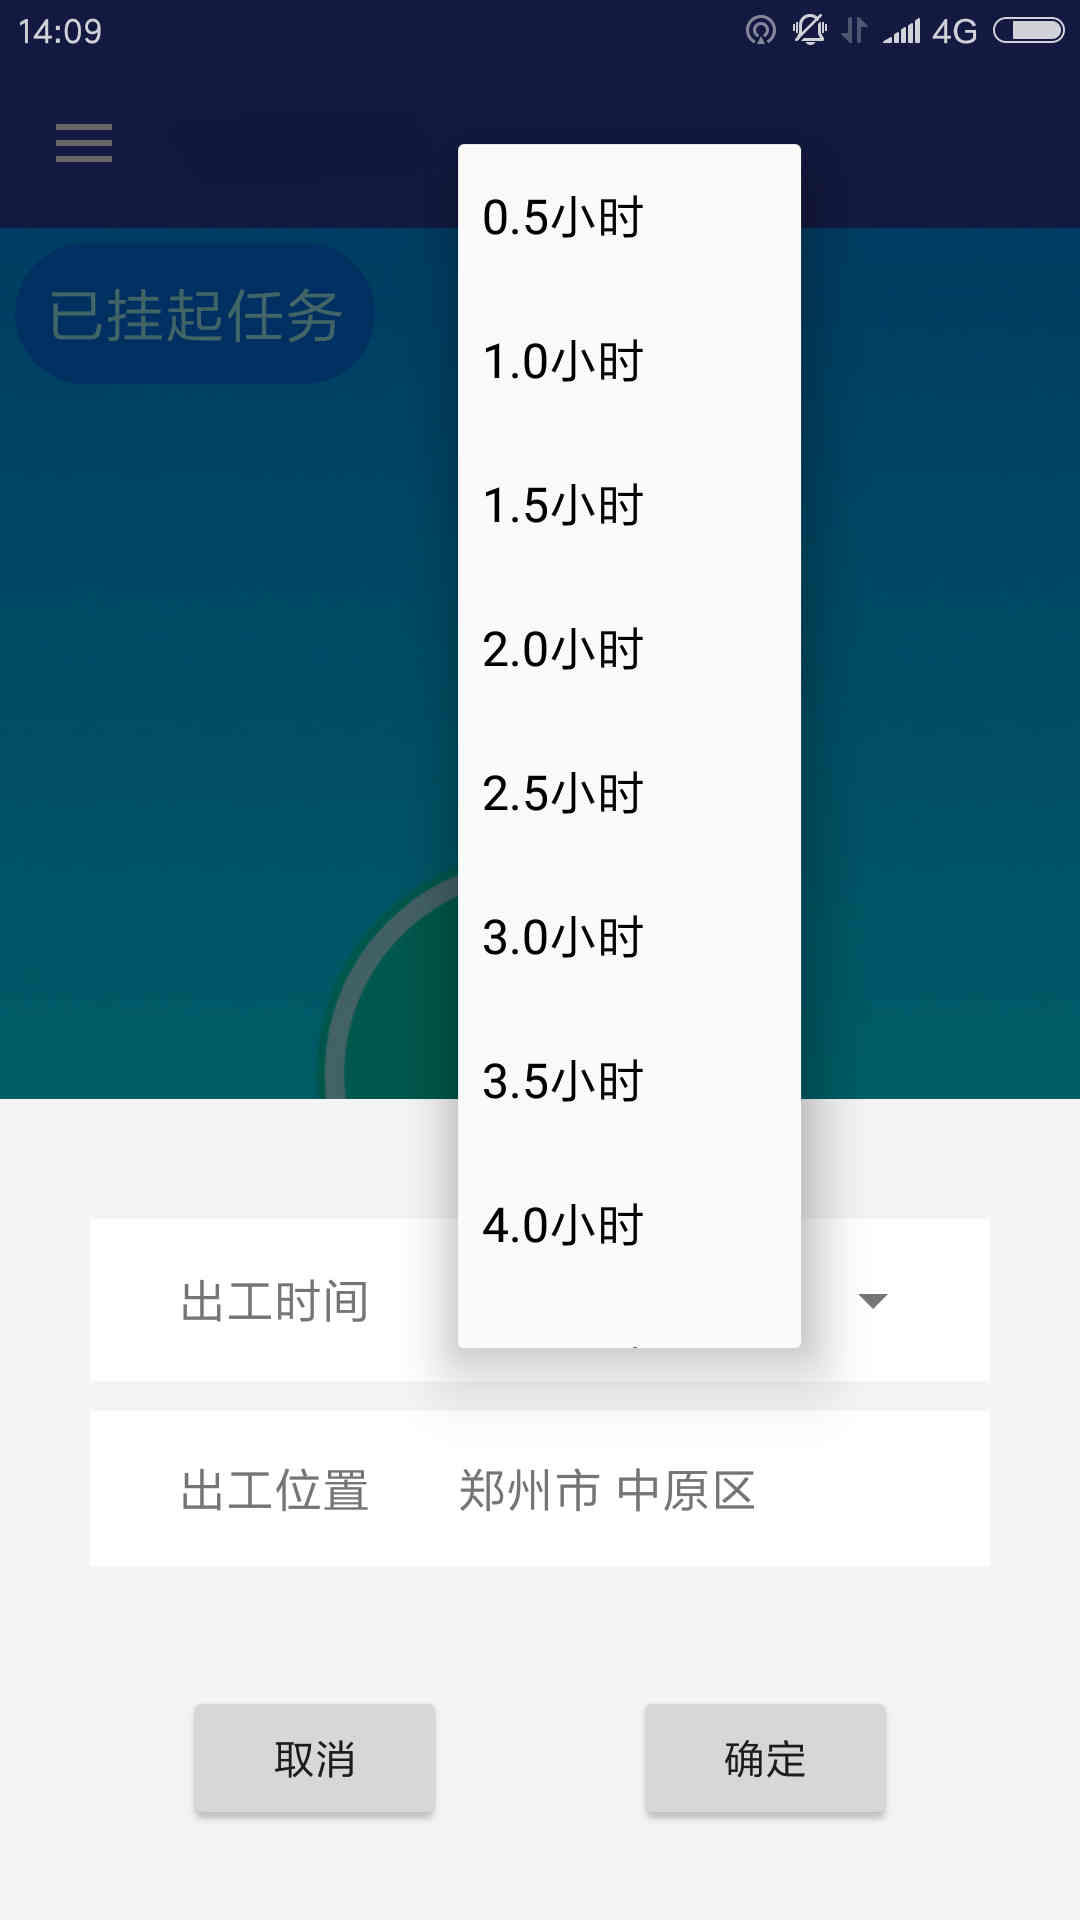 14:09
4G
已挂起任务
0.5小时
1.0小时
1.5小时
2.0小时
2.5小时
3.0小时
3.5小时
4.0小时
出工时间
出工位置 郑州市 中原区
取消
确定